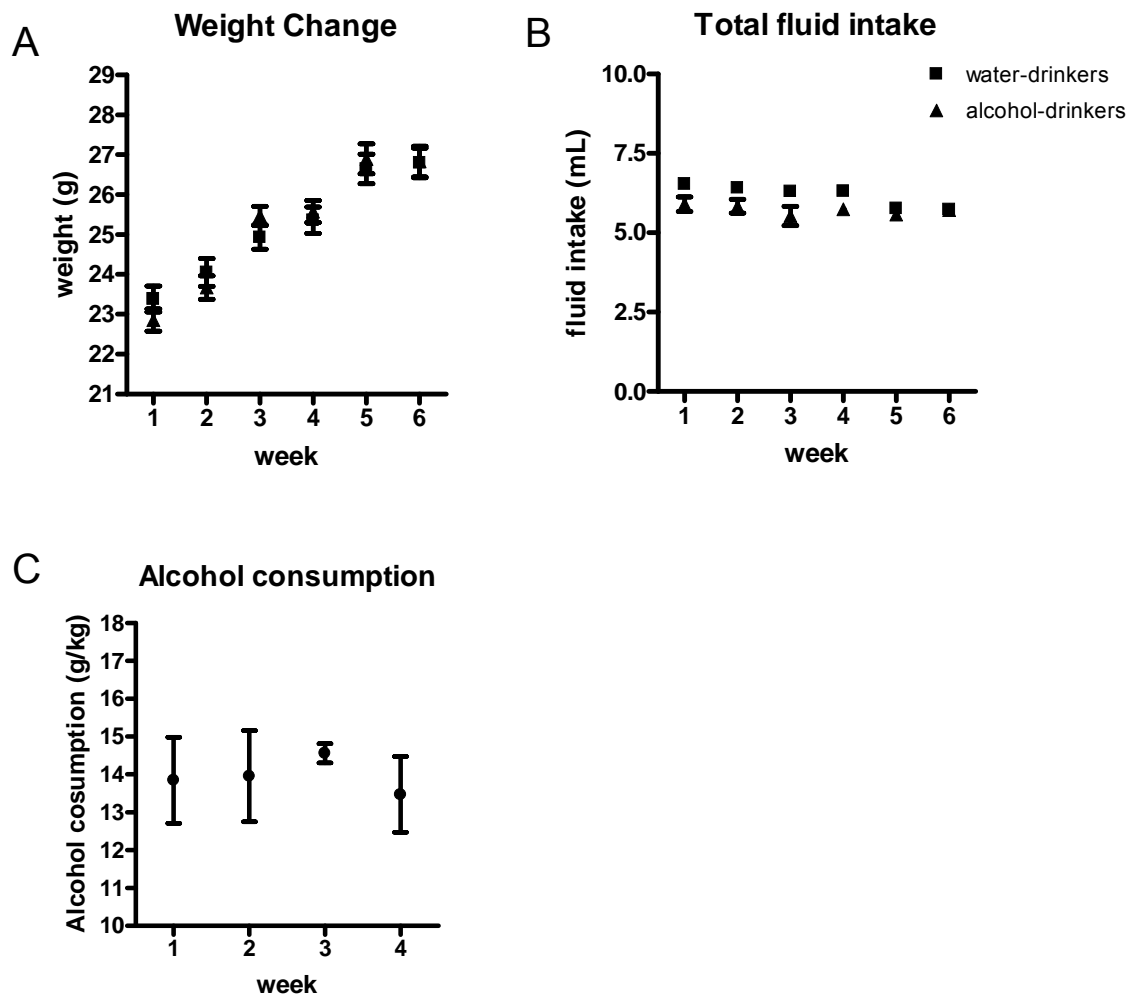 A
Weight Change
29
28
27
26
25
24
23
22
21
weight (g)
1 2 3 4 5 6
week
B
Total fluid intake
10.0
7.5
5.0
2.5
0.0
fluid intake (mL)
1 2 3 4 5 6
week
water-drinkers
alcohol-drinkers
C
Alcohol consumption
18
17
16
15
14
13
12
11
10
Alcohol cosumption (g/kg)
1 2 3 4
week